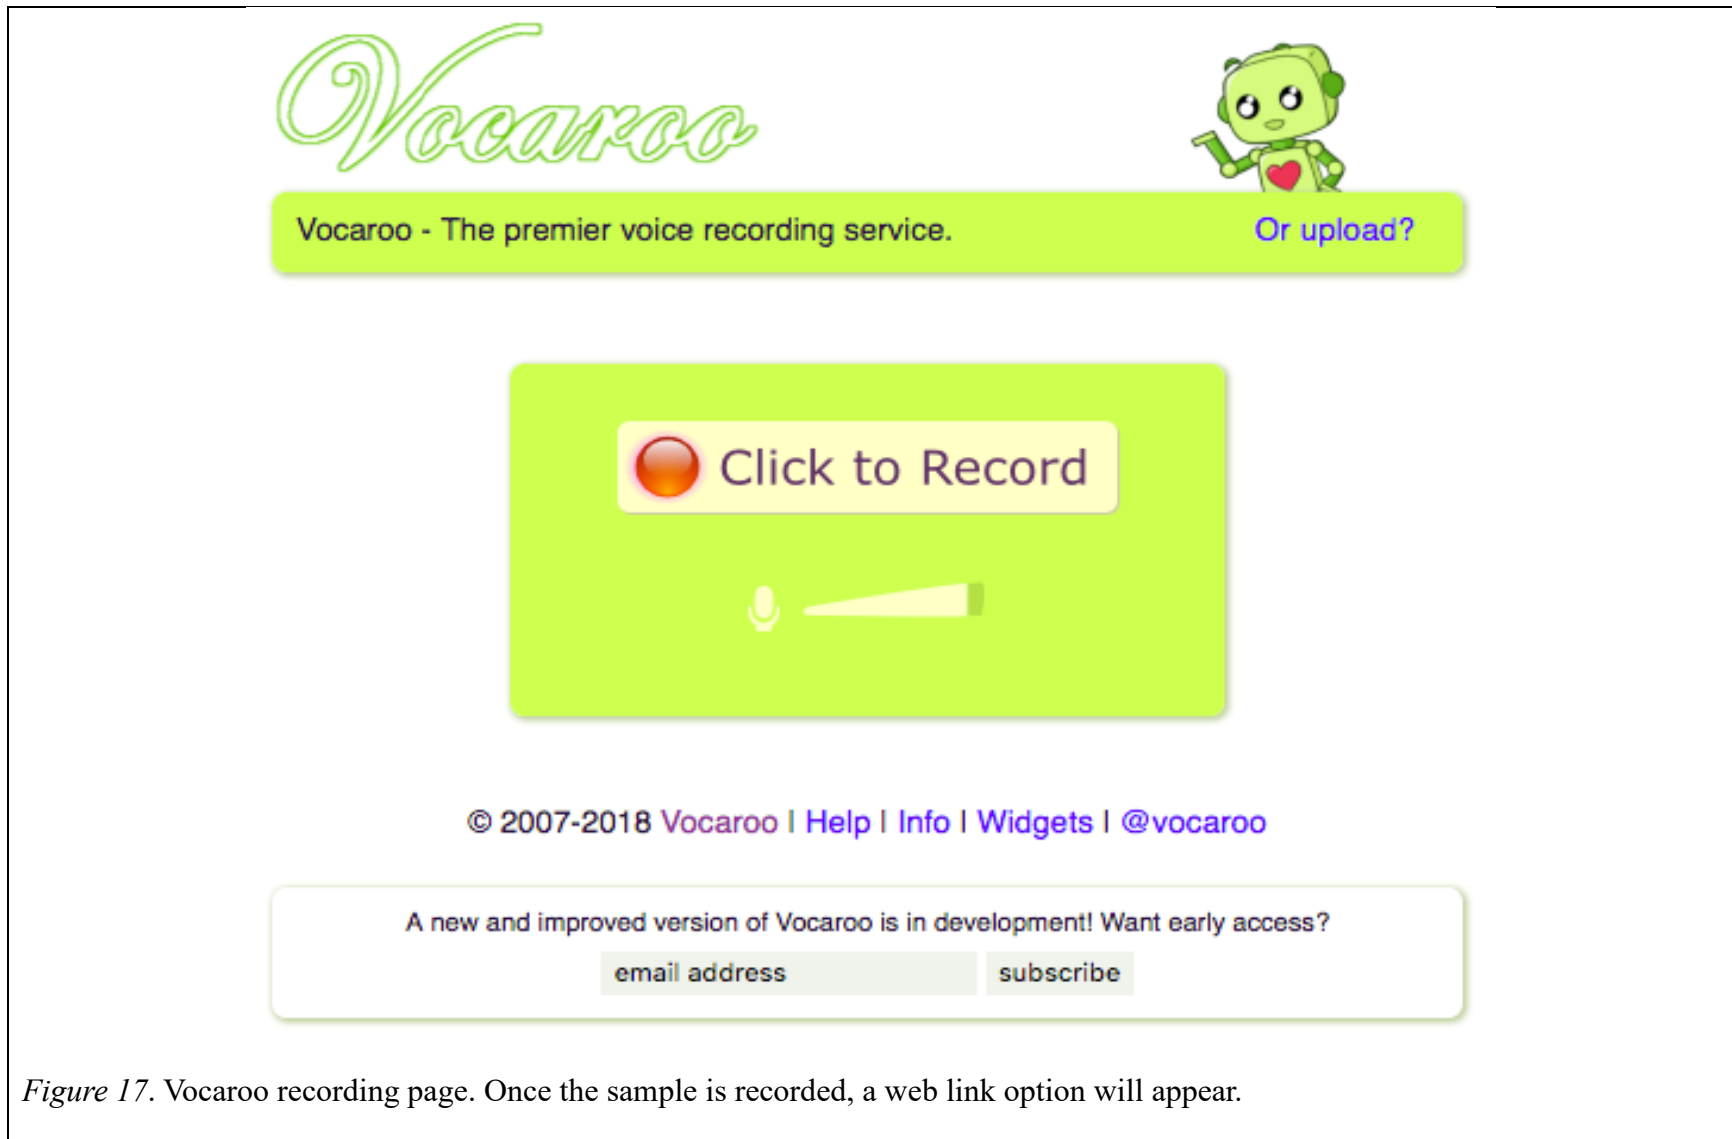 Vocaroo
Vocaroo - The premier voice recording service. Or upload?
Click to Record
© 2007-2018 Vocaroo | Help | Info | Widgets | @vocaroo
A new and improved version of Vocaroo is in development! Want early access?
email address subscribe
Figure 17. Vocaroo recording page. Once the sample is recorded, a web link option will appear.